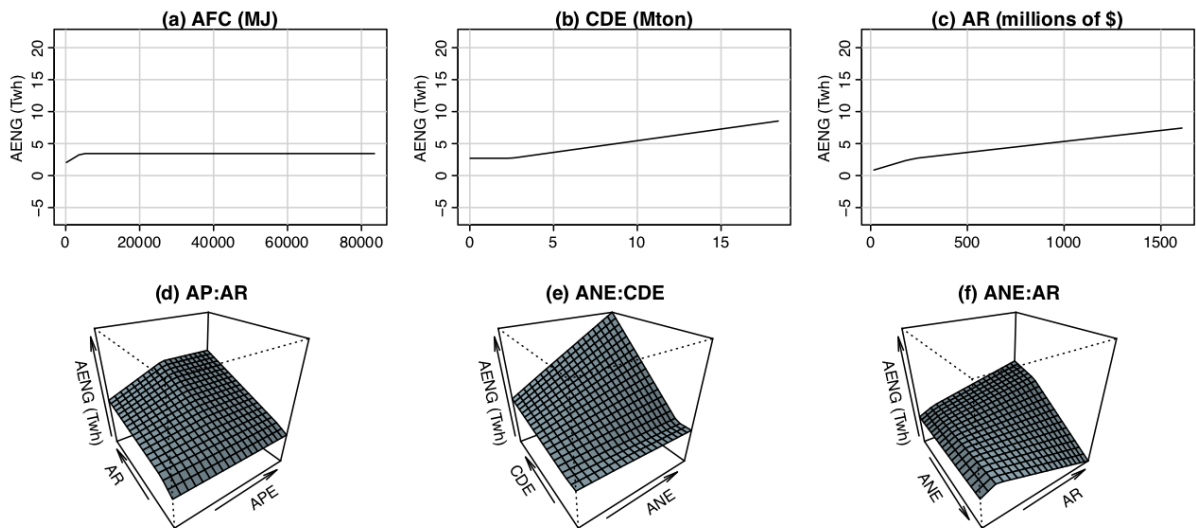 (a) AFC (MJ)
AENG (Twh)
20
15
10
5
0
−5
0 20000 40000 60000 80000
(b) CDE (Mton)
AENG (Twh)
20
15
10
5
0
−5
0 5 10 15
(c) AR (millions of $)
AENG (Twh)
20
15
10
5
0
−5
0 500 1000 1500
(d) AP:AR
AENG (Twh)
AR
APE
(e) ANE:CDE
AENG (Twh)
CDE
ANE
(f) ANE:AR
AENG (Twh)
ANE
AR